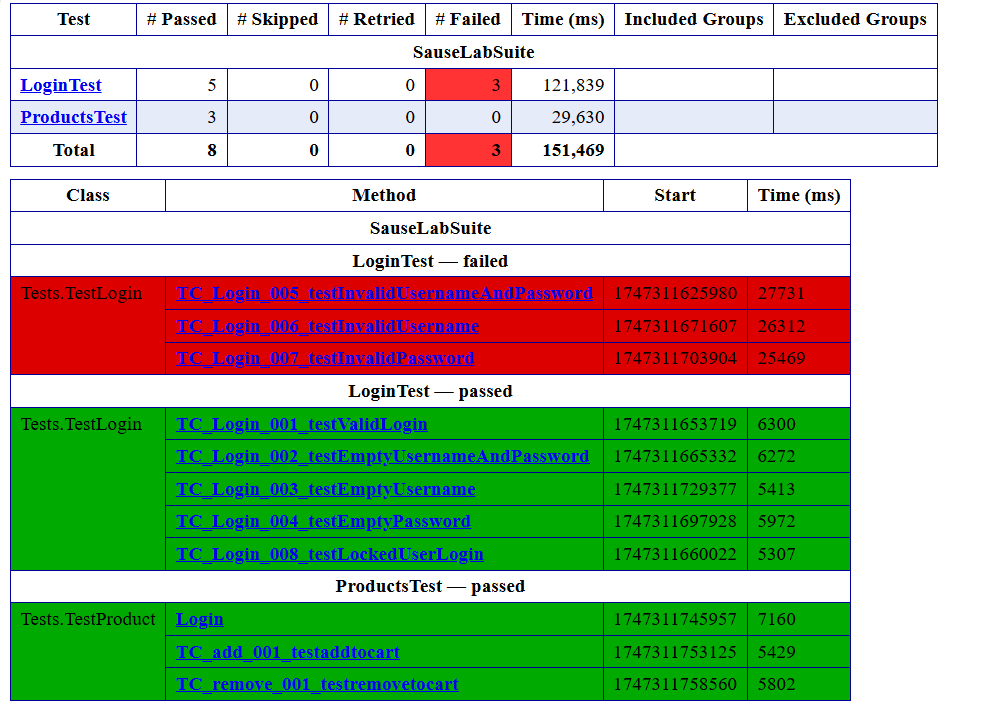 Test # Passed # Skipped # Retried # Failed Time (ms) Included Groups Excluded Groups
SauseLabSuite
LoginTest 5 0 0 3 121,839
ProductsTest 3 0 0 0 29,630
Total 8 0 0 3 151,469
Class Method Start Time (ms)
SauseLabSuite
LoginTest — failed
Tests.TestLogin TC_Login_005_testInvalidUsernameAndPassword 1747311625980 27731
TC_Login_006_testInvalidUsername 1747311671607 26312
TC_Login_007_testInvalidPassword 1747311703904 25469
LoginTest — passed
Tests.TestLogin TC_Login_001_testValidLogin 1747311653719 6300
TC_Login_002_testEmptyUsernameAndPassword 1747311665332 6272
TC_Login_003_testEmptyUsername 1747311729377 5413
TC_Login_004_testEmptyPassword 1747311697928 5972
TC_Login_008_testLockedUserLogin 1747311660022 5307
ProductsTest — passed
Tests.TestProduct Login 1747311745957 7160
TC_add_001_testaddtocart 1747311753125 5429
TC_remove_001_testremovetocart 1747311758560 5802